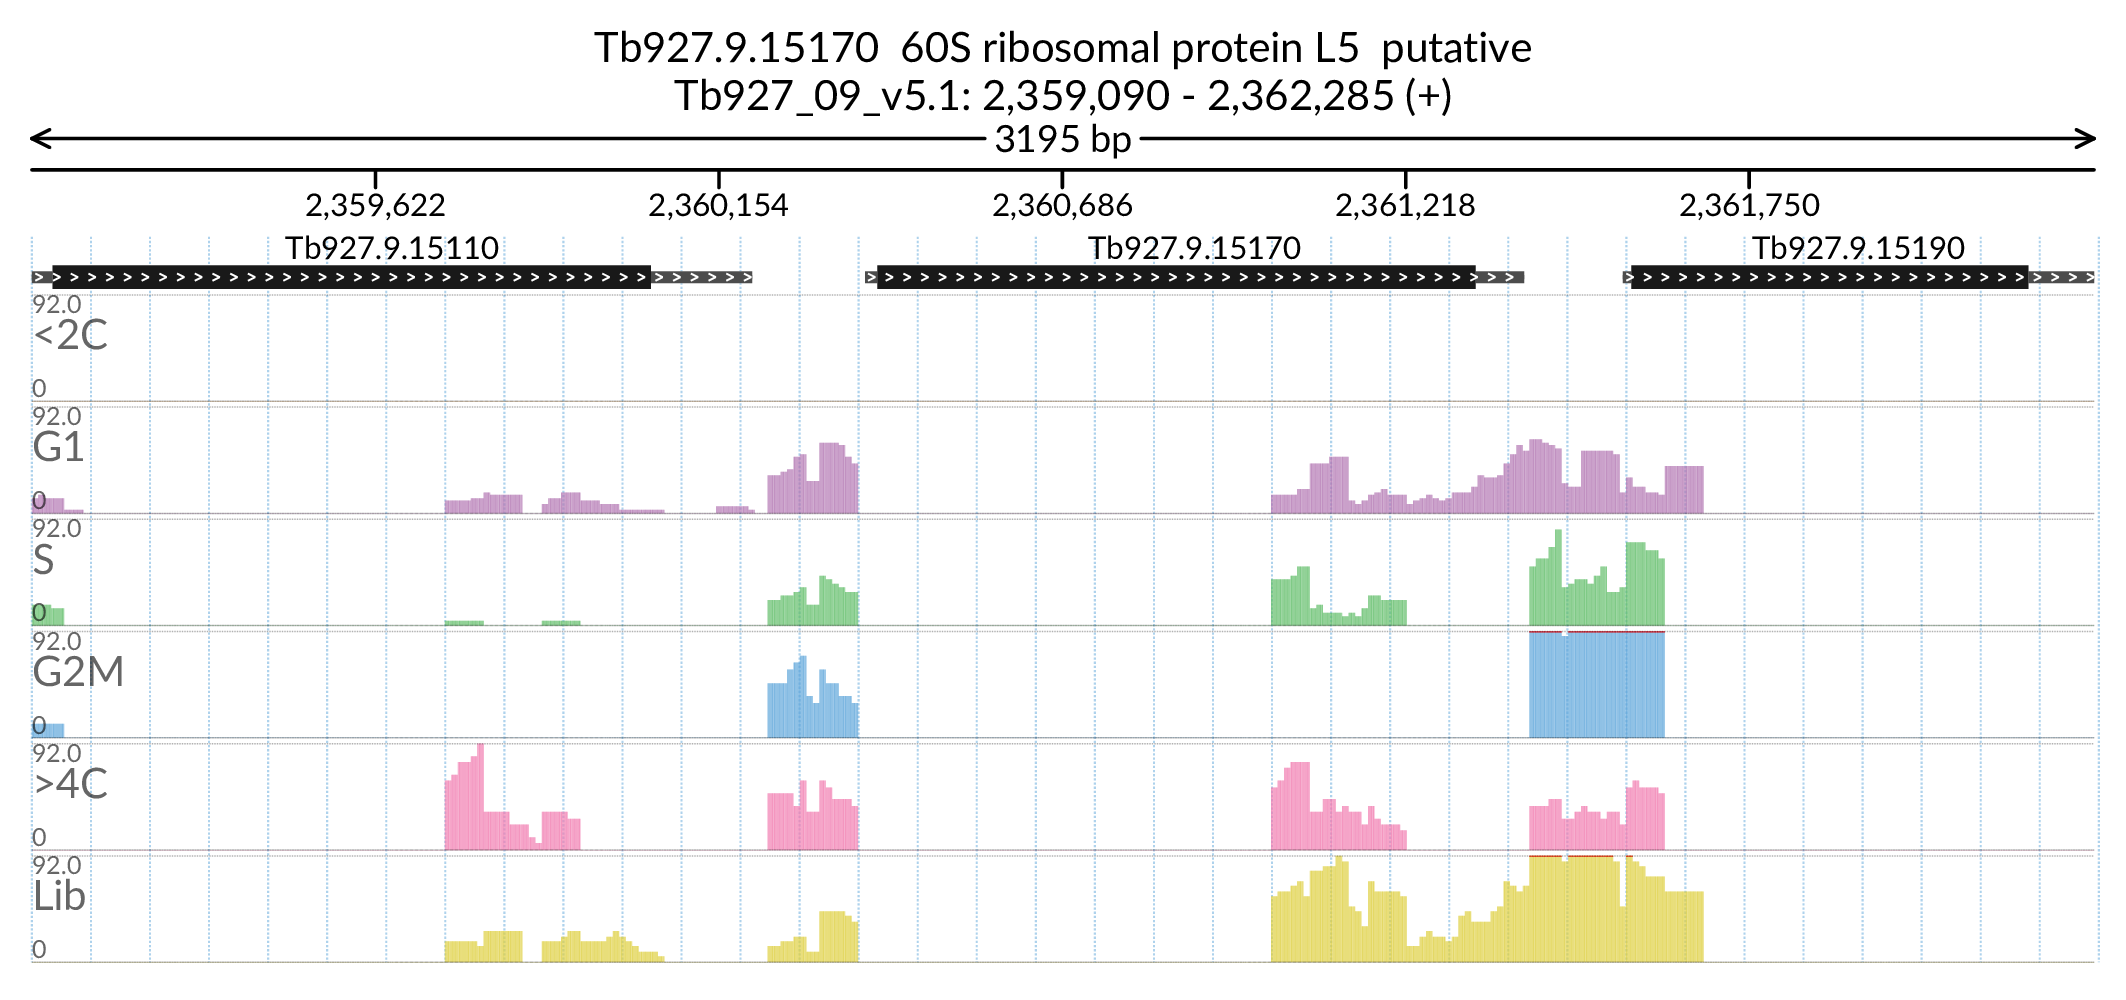 Tb927.9.15170  60S ribosomal protein L5  putative
Tb927_09_v5.1: 2,359,090 - 2,362,285 (+)
3195 bp
2,359,622 2,360,154 2,360,686 2,361,218 2,361,750
Tb927.9.15110 Tb927.9.15170 Tb927.9.15190
92.0
<2C
0
92.0
G1
0
92.0
S
0
92.0
G2M
0
92.0
>4C
0
92.0
Lib
0